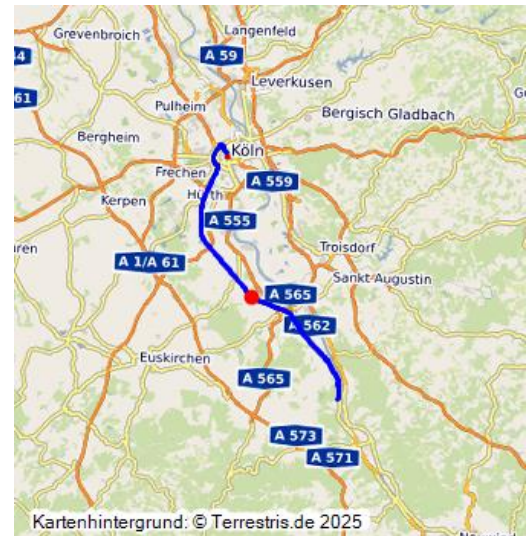 Grevenbroich
Langenfeld
A 59
44
Leverkusen
61
Pulheim
Bergisch Gladbach
Bergheim
Köln
Frechen
A 559
Kerpen
Hürth
A 555
Troisdorf
A 1/A 61
Sankt Augustin
A 565
A 562
Euskirchen
A 565
A 573
A 571
Kartenhintergrund: © Terrestris.de 2025